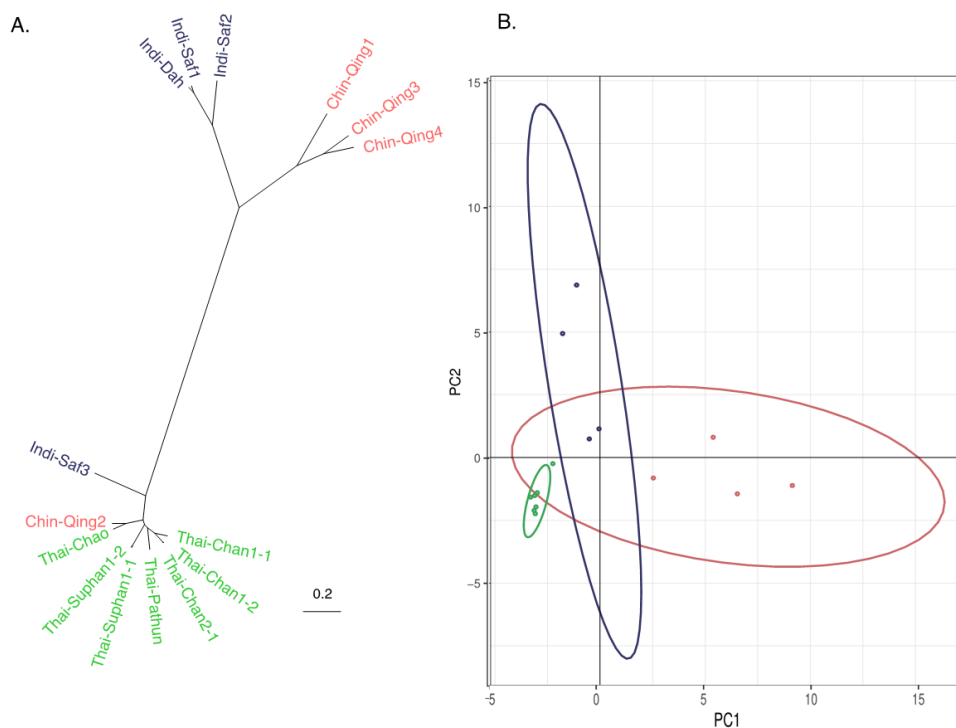 A.
Indi-Dah
Indi-Saf1
Indi-Saf2
Chin-Qing1
Chin-Qing3
Chin-Qing4
Indi-Saf3
Chin-Qing2
Thai-Chao
Thai-Suphan1-2
Thai-Suphan1-1
Thai-Pathun
Thai-Chan2-1
Thai-Chan1-2
Thai-Chan1-1
0.2
B.
15
10
5
0
−5
PC2
-5
0
5
10
15
PC1